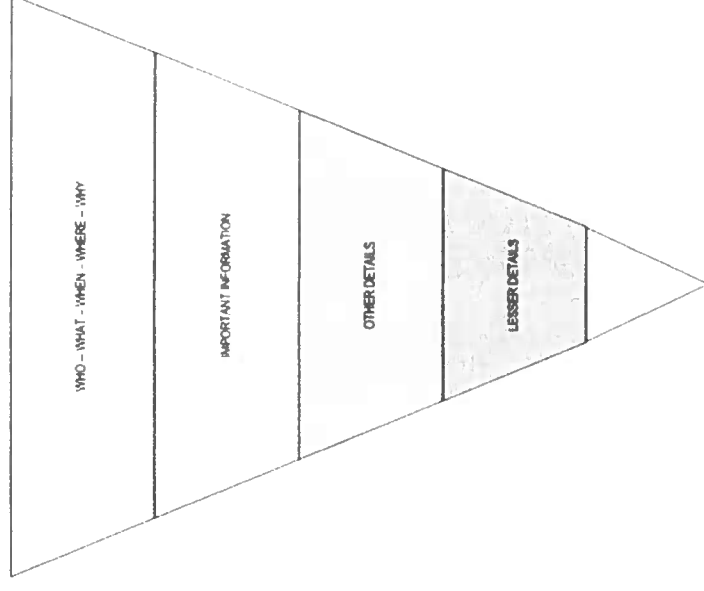 WHO – WHAT – WHEN – WHERE – WHY
IMPORTANT INFORMATION
OTHER DETAILS
LESSER DETAILS